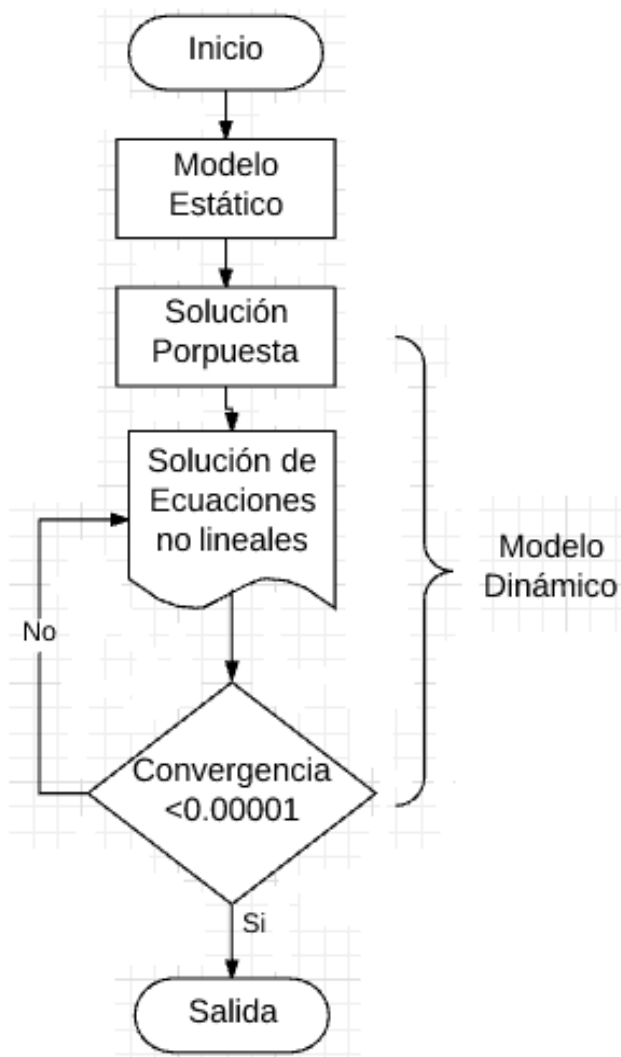 Inicio
Modelo
Estático
Solución
Porpuesta
Solución de
Ecuaciones
no lineales
Modelo
Dinámico
No
Convergencia
<0.00001
Si
Salida